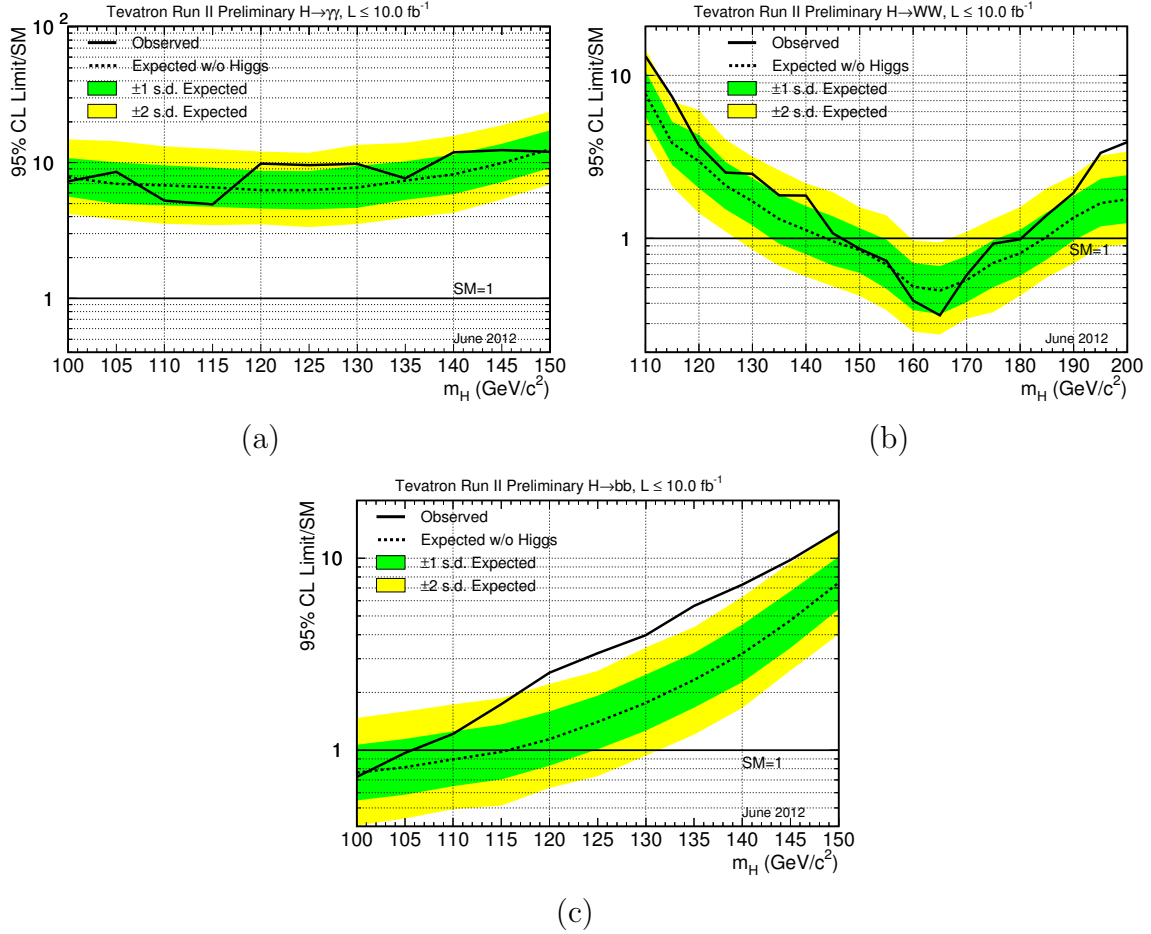 Tevatron Run II Preliminary H→γγ, L ≤ 10.0 fb⁻¹
95% CL Limit/SM
10²
10
1
Observed
Expected w/o Higgs
±1 s.d. Expected
±2 s.d. Expected
SM=1
June 2012
100 105 110 115 120 125 130 135 140 145 150
m_H (GeV/c²)
(a)
Tevatron Run II Preliminary H→WW, L ≤ 10.0 fb⁻¹
95% CL Limit/SM
10
1
Observed
Expected w/o Higgs
±1 s.d. Expected
±2 s.d. Expected
SM=1
June 2012
110 120 130 140 150 160 170 180 190 200
m_H (GeV/c²)
(b)
Tevatron Run II Preliminary H→bb, L ≤ 10.0 fb⁻¹
95% CL Limit/SM
10
1
Observed
Expected w/o Higgs
±1 s.d. Expected
±2 s.d. Expected
SM=1
June 2012
100 105 110 115 120 125 130 135 140 145 150
m_H (GeV/c²)
(c)